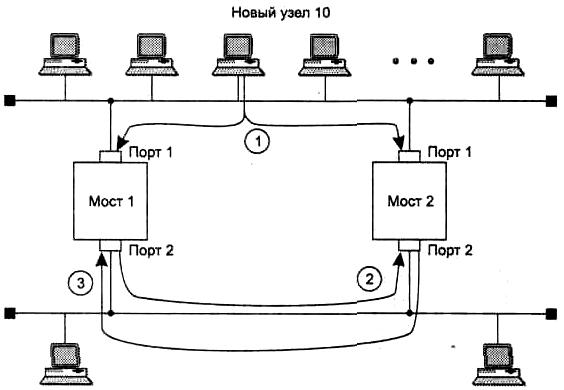 Новый узел 10
. . .
1
Порт 1
Порт 1
Мост 1
Мост 2
Порт 2
Порт 2
3
2